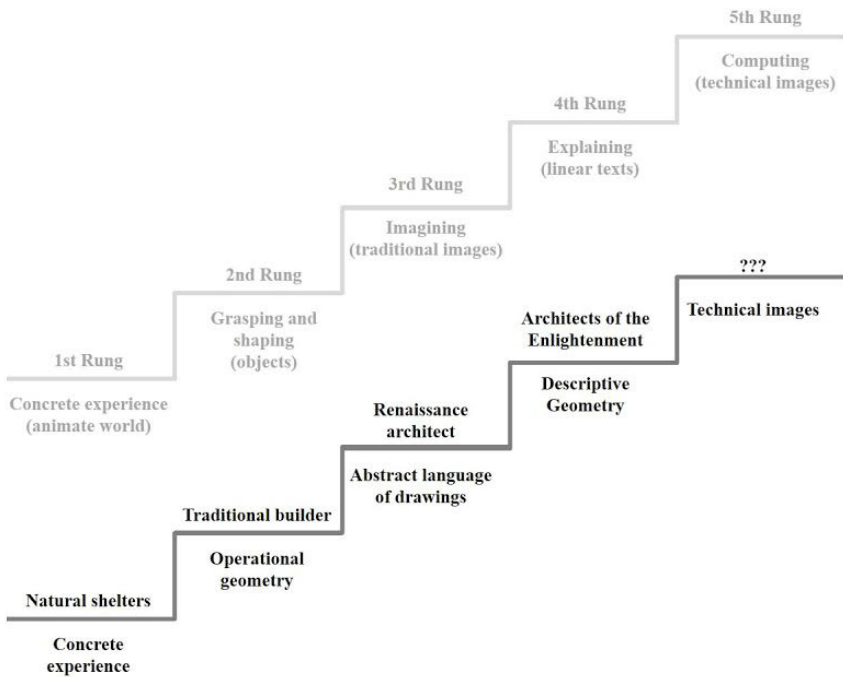 5th Rung
Computing
(technical images)
4th Rung
Explaining
(linear texts)
3rd Rung
Imagining
(traditional images)
2nd Rung
Grasping and
shaping
(objects)
1st Rung
Concrete experience
(animate world)
???
Technical images
Architects of the
Enlightenment
Descriptive
Geometry
Renaissance
architect
Abstract language
of drawings
Traditional builder
Operational
geometry
Natural shelters
Concrete
experience